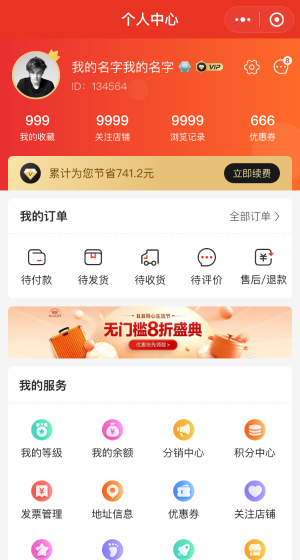 个人中心
我的名字我的名字 VIP
8
ID：134564
999 9999 9999 666
我的收藏 关注店铺 浏览记录 优惠券
累计为您节省741.2元 立即续费
我的订单 全部订单
待付款 待发货 待收货 待评价 售后/退款
无门槛8折盛典
优惠抢先领取
我的服务
我的等级 我的余额 分销中心 积分中心
发票管理 地址信息 优惠券 关注店铺